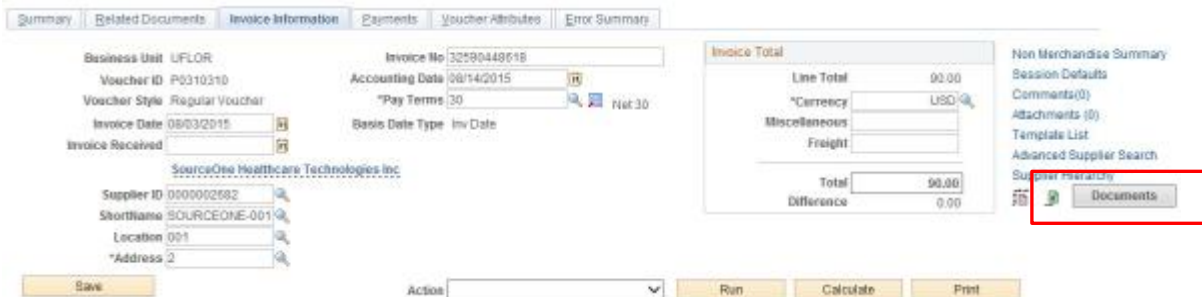 Summary Related Documents Invoice Information Payments Voucher Attributes Error Summary
Business Unit UFLOR
Voucher ID P0310310
Voucher Style Regular Voucher
Invoice Date 08/03/2015
Invoice Received
SourceOne Healthcare Technologies Inc
Supplier ID 0000002682
ShortName SOURCEONE-001
Location 001
*Address 2
Invoice No 32590448618
Accounting Date 08/14/2015
*Pay Terms 30 Net 30
Basis Date Type Inv Date
Invoice Total
Line Total 90.00
*Currency USD
Miscellaneous
Freight
Total 90.00
Difference 0.00
Non Merchandise Summary
Session Defaults
Comments(0)
Attachments (0)
Template List
Advanced Supplier Search
Supplier Hierarchy
Documents
Save Action Run Calculate Print